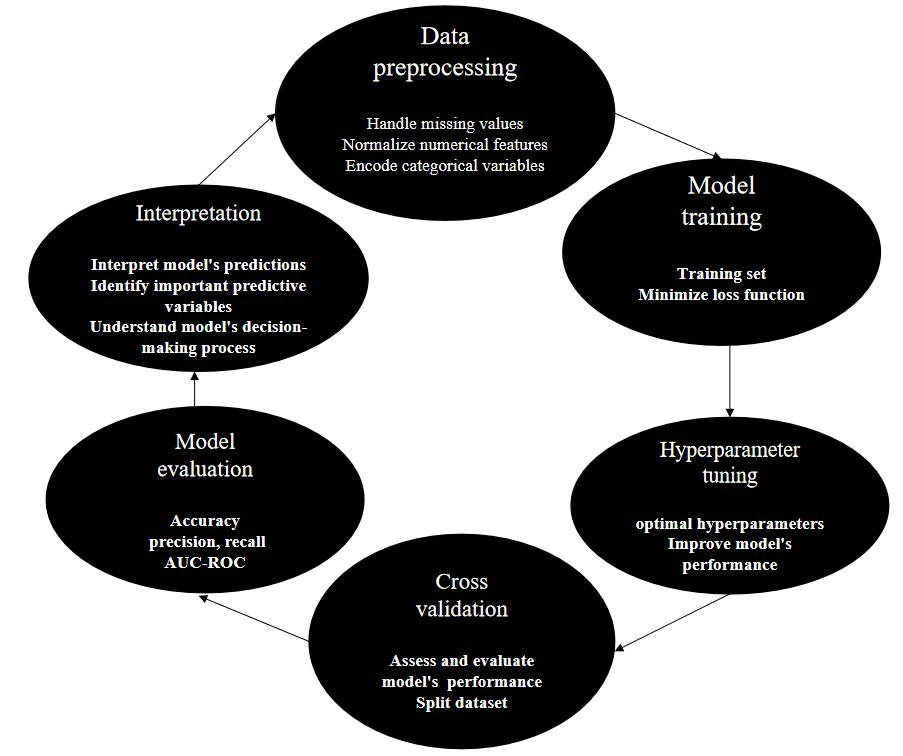 Data
preprocessing
Handle missing values
Normalize numerical features
Encode categorical variables
Model
training
Training set
Minimize loss function
Hyperparameter
tuning
optimal hyperparameters
Improve model's
performance
Cross
validation
Assess and evaluate
model's performance
Split dataset
Model
evaluation
Accuracy
precision, recall
AUC-ROC
Interpretation
Interpret model's predictions
Identify important predictive
variables
Understand model's decision-
making process